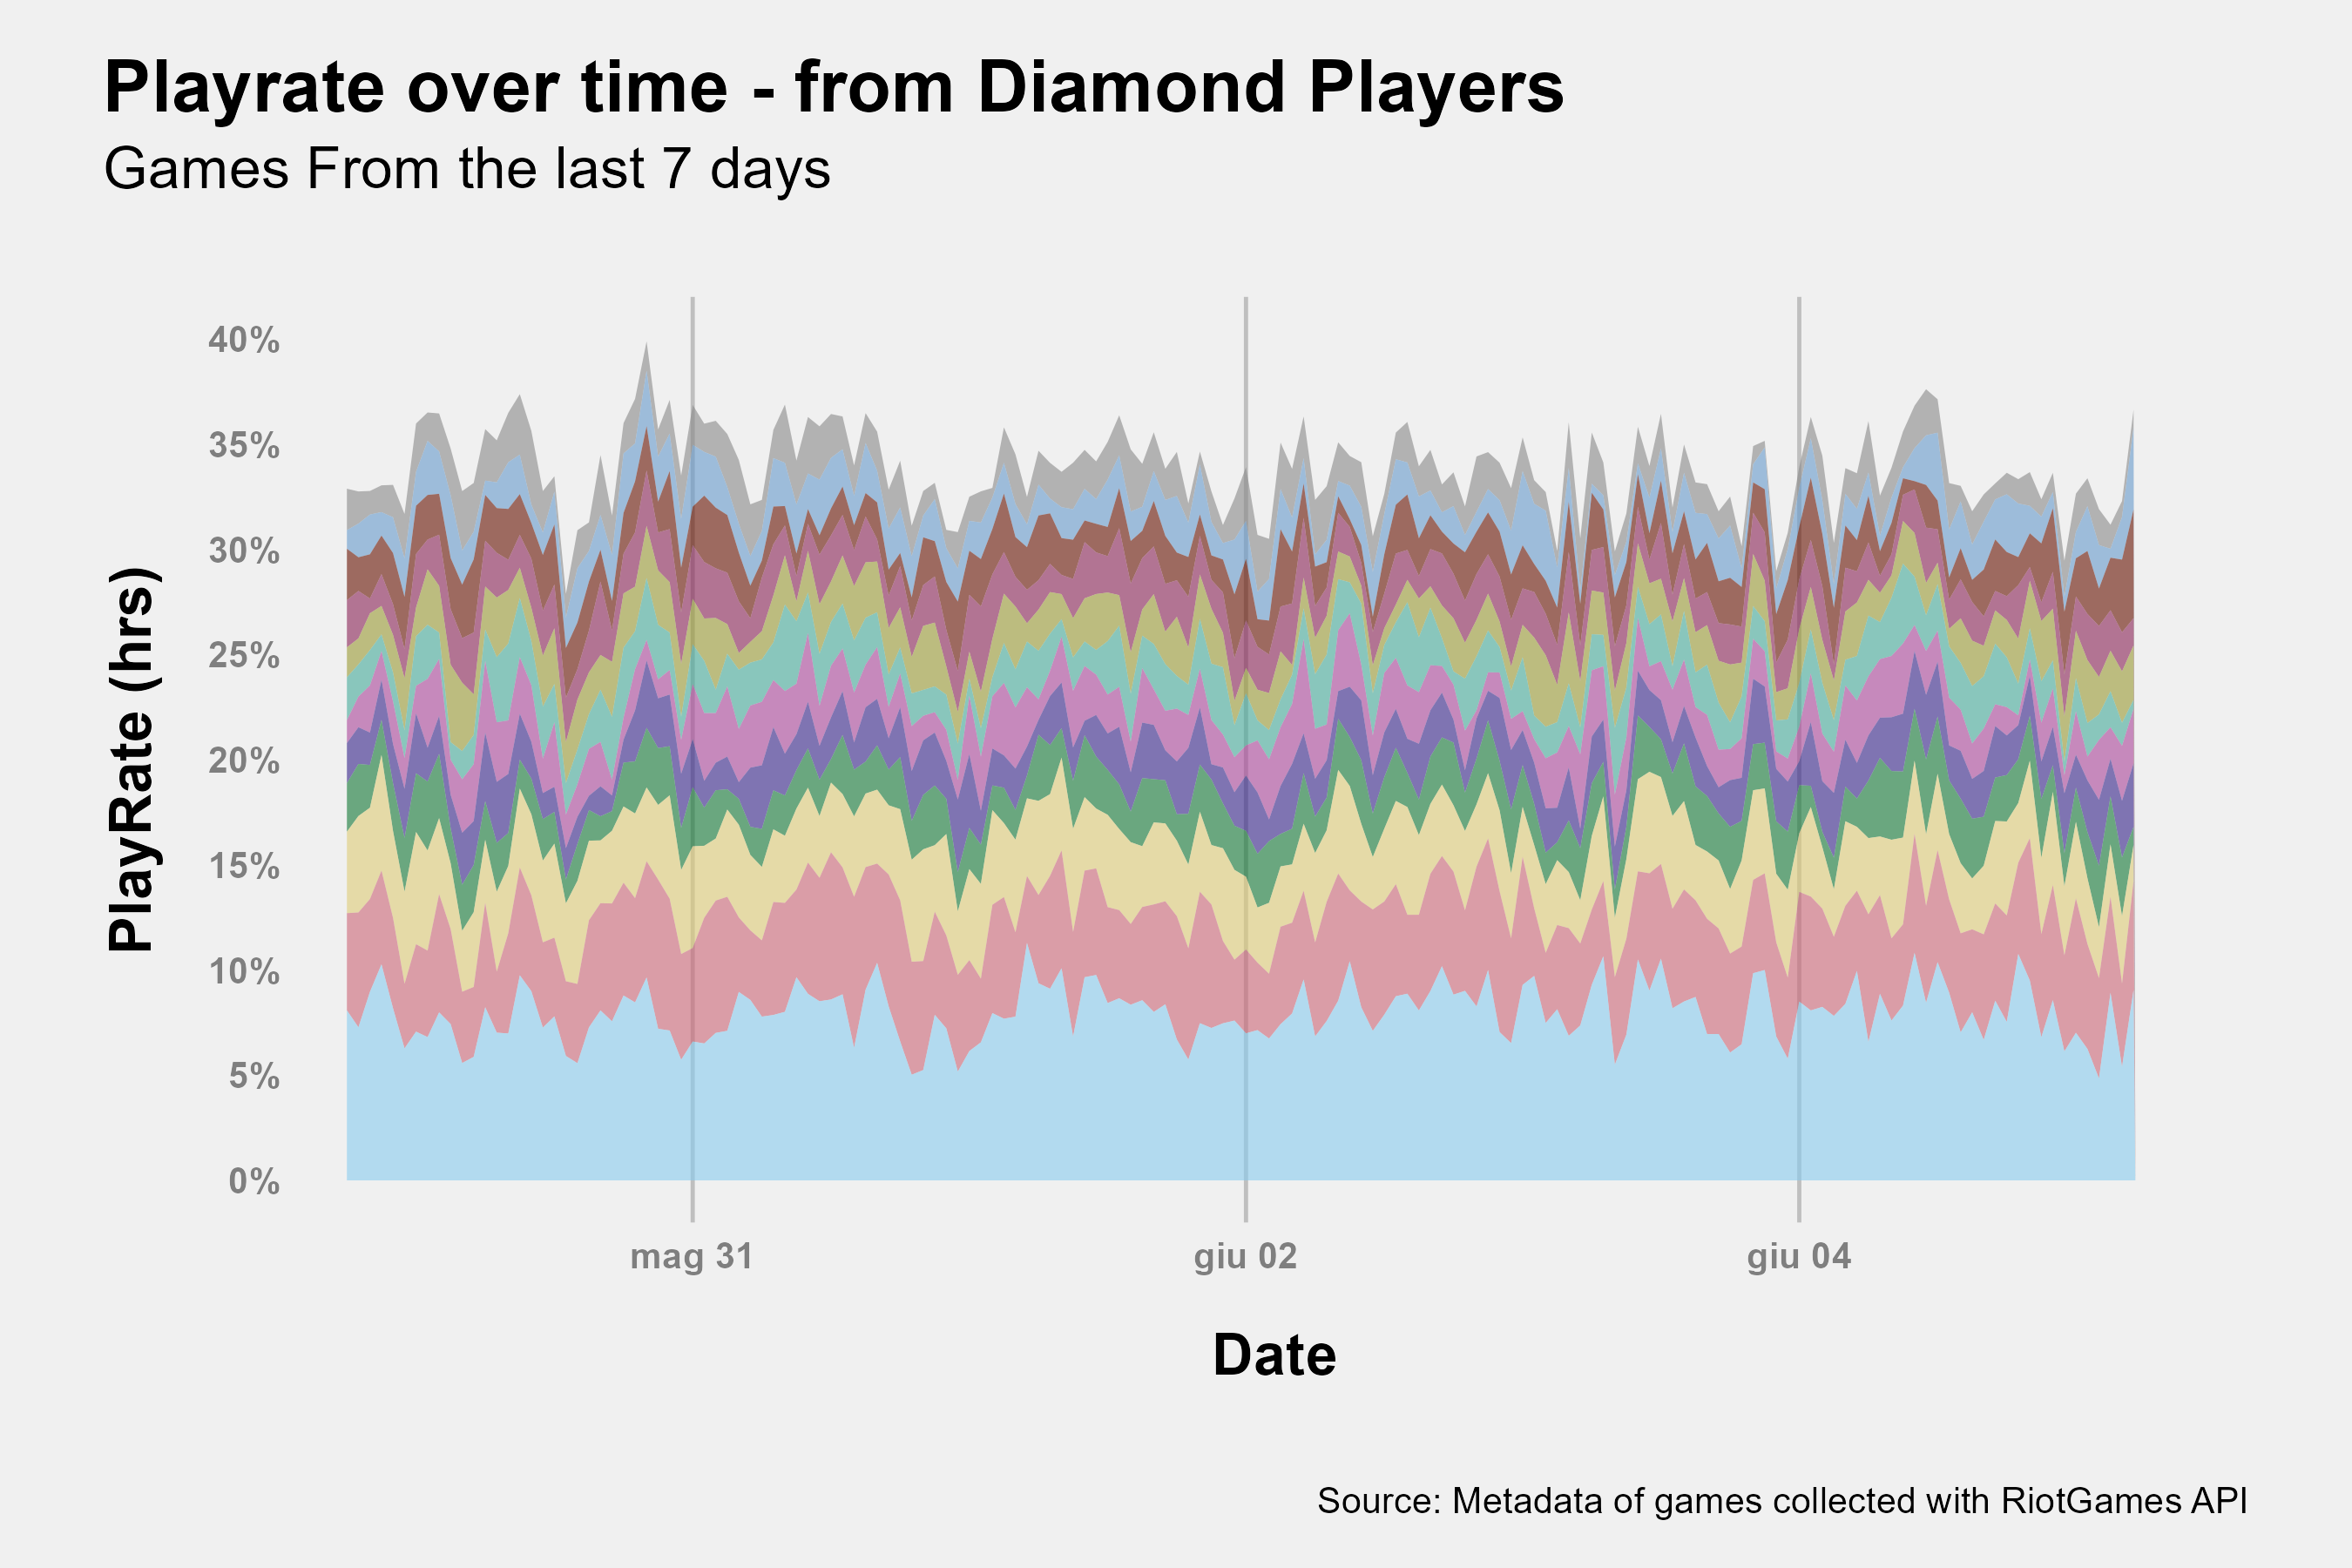 Playrate over time - from Diamond Players
Games From the last 7 days
PlayRate (hrs)
40%
35%
30%
25%
20%
15%
10%
5%
0%
mag 31
giu 02
giu 04
Date
Source: Metadata of games collected with RiotGames API